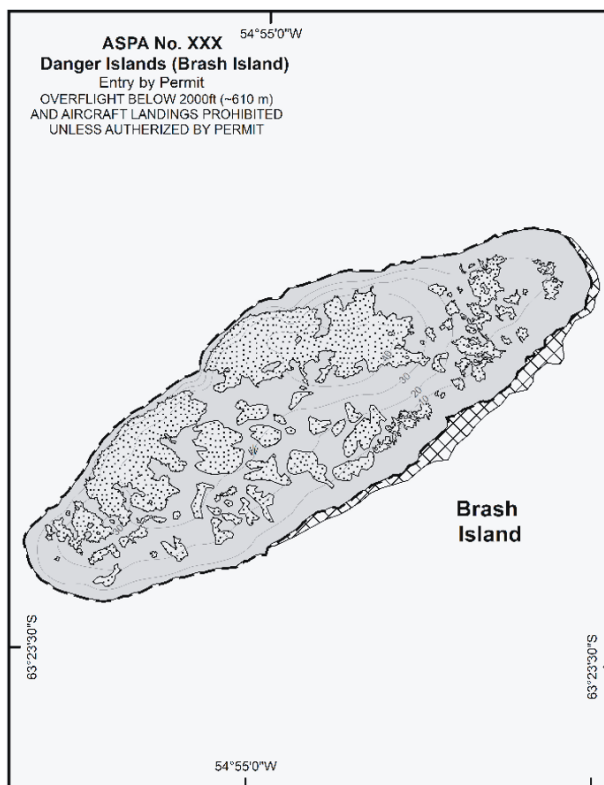 54°55'0"W
ASPA No. XXX
Danger Islands (Brash Island)
Entry by Permit
OVERFLIGHT BELOW 2000ft (~610 m)
AND AIRCRAFT LANDINGS PROHIBITED
UNLESS AUTHERIZED BY PERMIT
30
20
10
Brash
Island
63°23'30"S
63°23'30"S
54°55'0"W